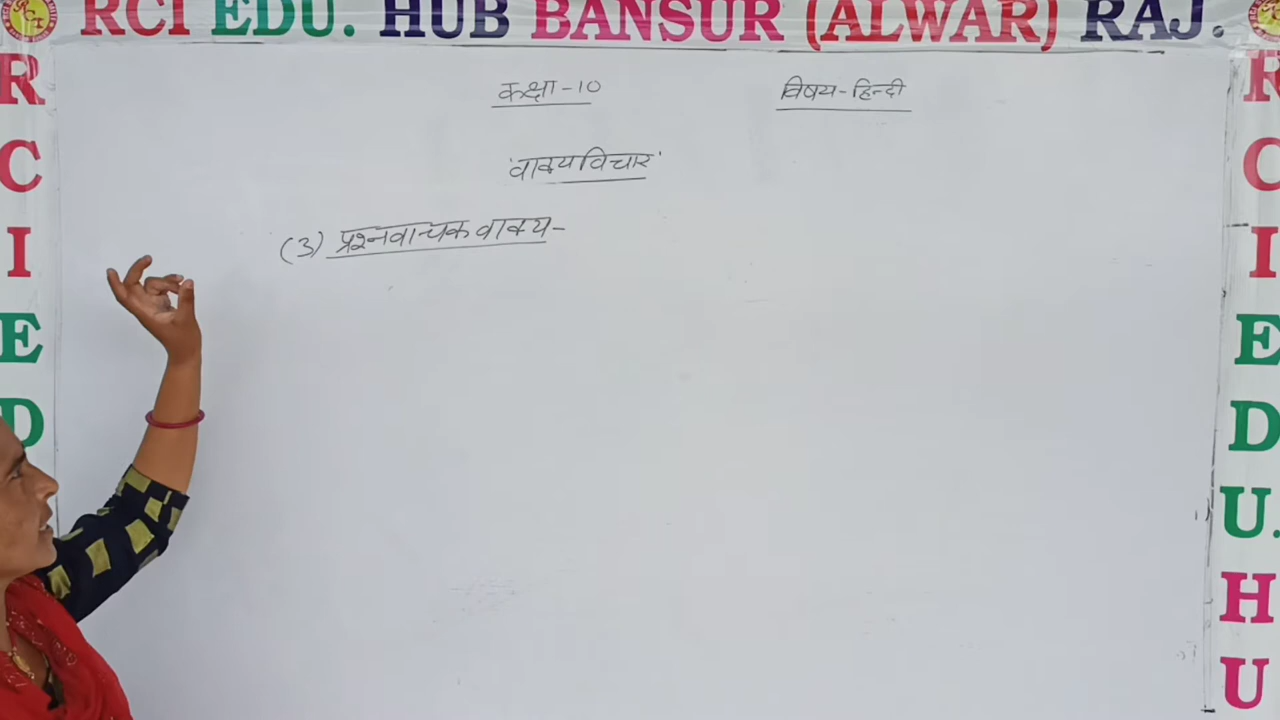 RCI EDU. HUB BANSUR (ALWAR) RAJ.
कक्षा-10
विषय-हिन्दी
'वाक्यविचार'
(3) प्रश्नवाचक वाक्य-
R
C
I
E
D
R
C
I
E
D
U.
H
U